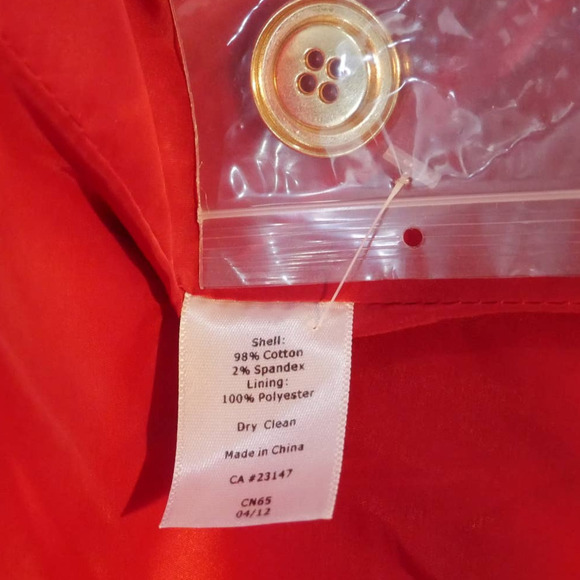 Shell:
98% Cotton
2% Spandex
Lining:
100% Polyester
Dry Clean
Made in China
CA #23147
CN65
04/12